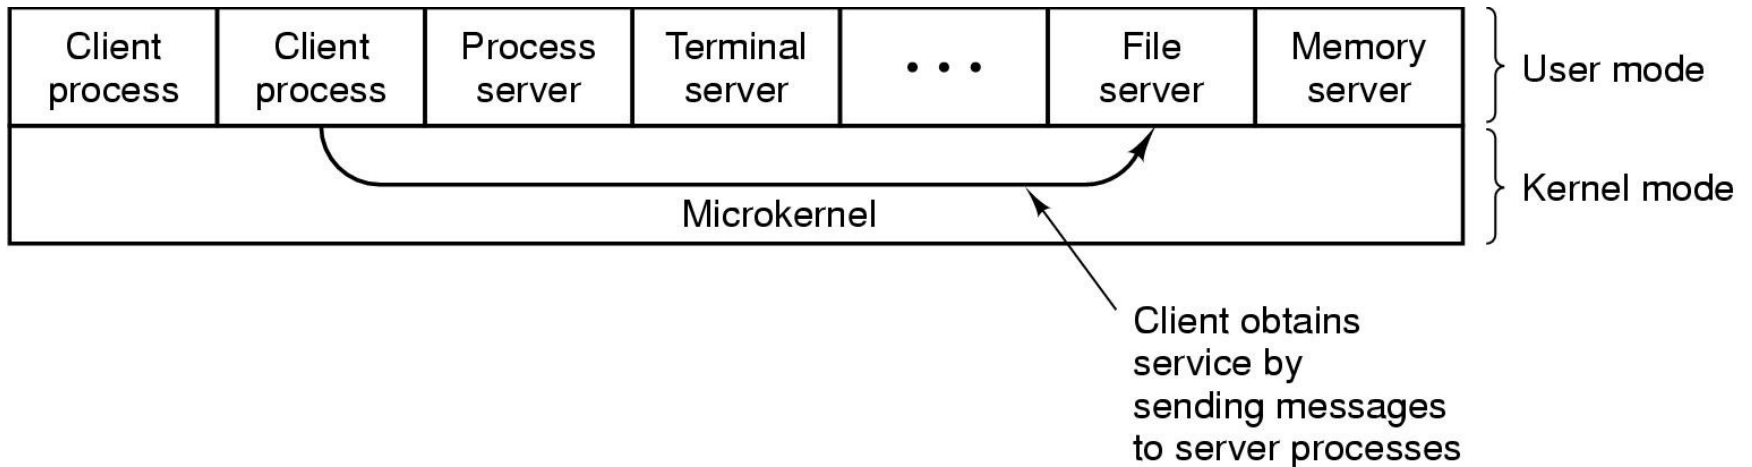 Client
process
Client
process
Process
server
Terminal
server
• • •
File
server
Memory
server
User mode
Microkernel
Kernel mode
Client obtains
service by
sending messages
to server processes